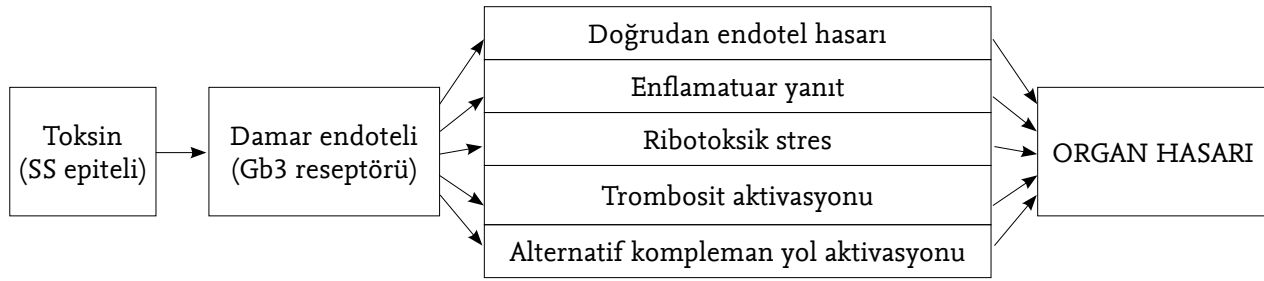 Toksin
(SS epiteli)
Damar endoteli
(Gb3 reseptörü)
Doğrudan endotel hasarı
Enflamatuar yanıt
Ribotoksik stres
Trombosit aktivasyonu
Alternatif kompleman yol aktivasyonu
ORGAN HASARI